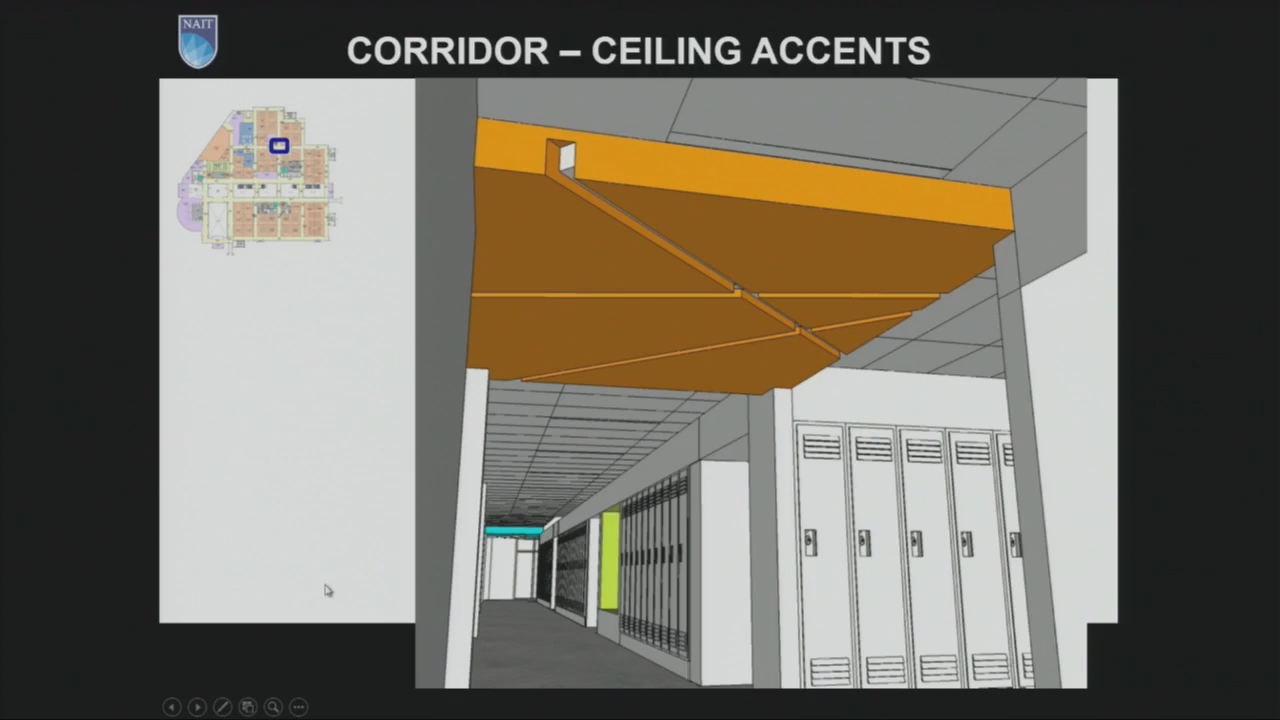 NAIT
CORRIDOR – CEILING ACCENTS